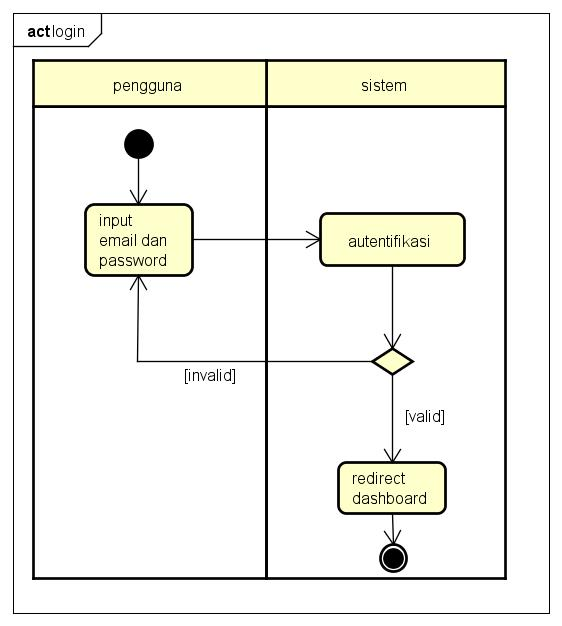 act login
pengguna
sistem
input
email dan
password
autentifikasi
[invalid]
[valid]
redirect
dashboard